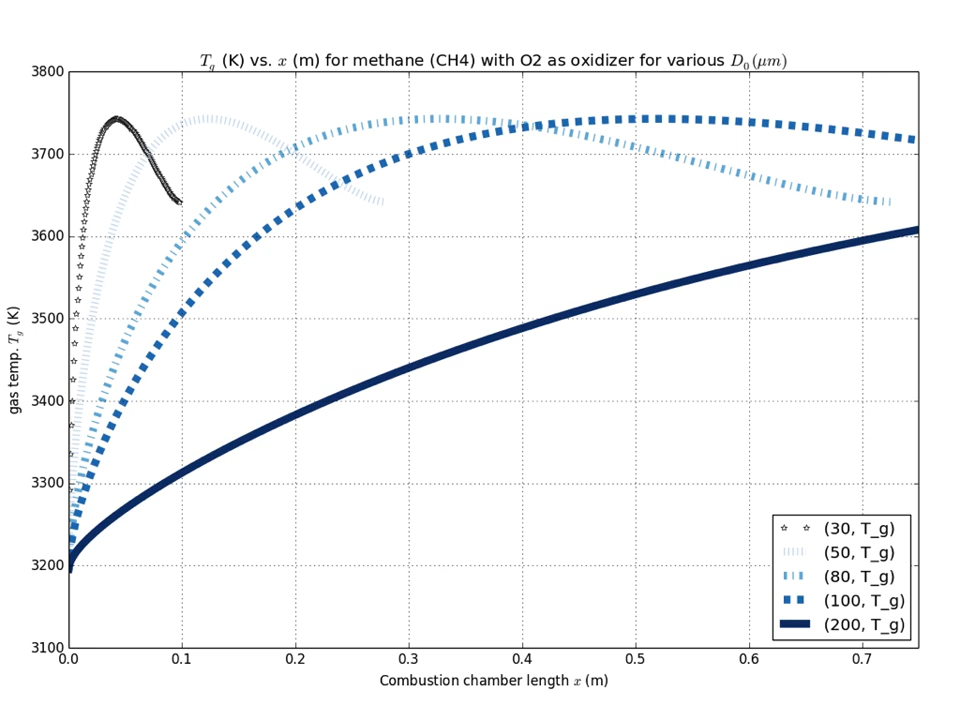 T_g (K) vs. x (m) for methane (CH4) with O2 as oxidizer for various D_0(μm)
3800
3700
3600
3500
3400
3300
3200
3100
gas temp. T_g (K)
(30, T_g)
(50, T_g)
(80, T_g)
(100, T_g)
(200, T_g)
0.0 0.1 0.2 0.3 0.4 0.5 0.6 0.7
Combustion chamber length x (m)